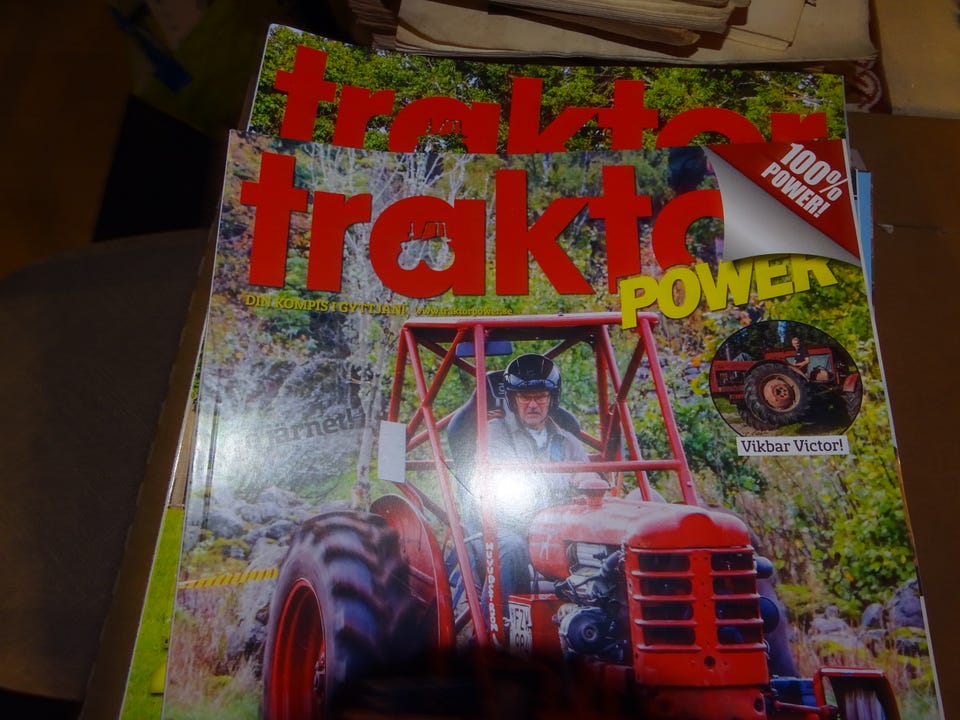 traktor
traktor
100%
POWER!
POWER
DIN KOMPIS I GYTTJAN! www.traktorpower.se
Vikbar Victor!